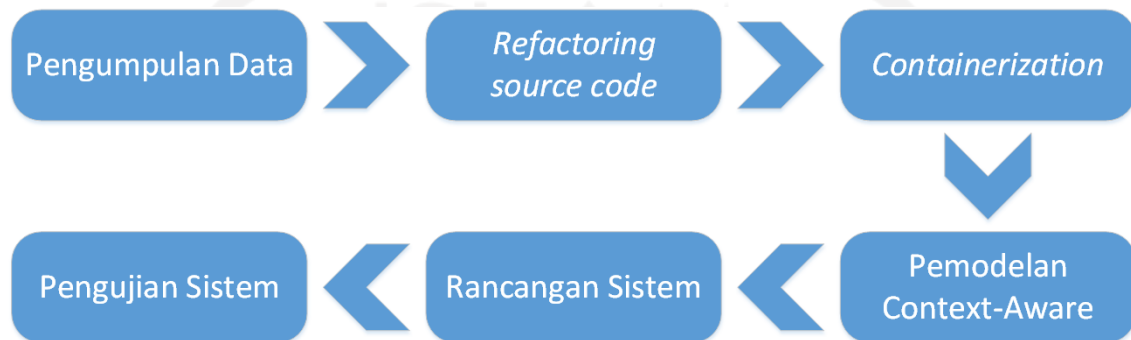 Pengumpulan Data
Refactoring
source code
Containerization
Pemodelan
Context-Aware
Rancangan Sistem
Pengujian Sistem